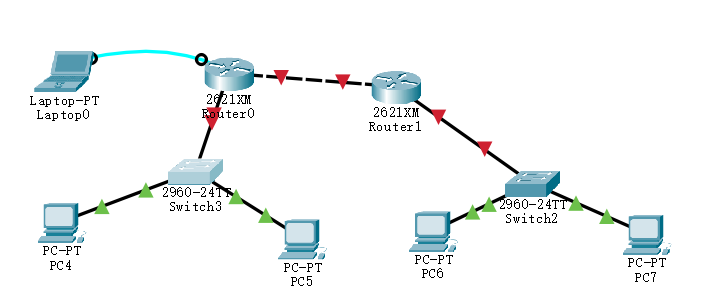 Laptop-PT
Laptop0
2621XM
Router0
2621XM
Router1
2960-24TT
Switch3
2960-24TT
Switch2
PC-PT
PC4
PC-PT
PC5
PC-PT
PC6
PC-PT
PC7